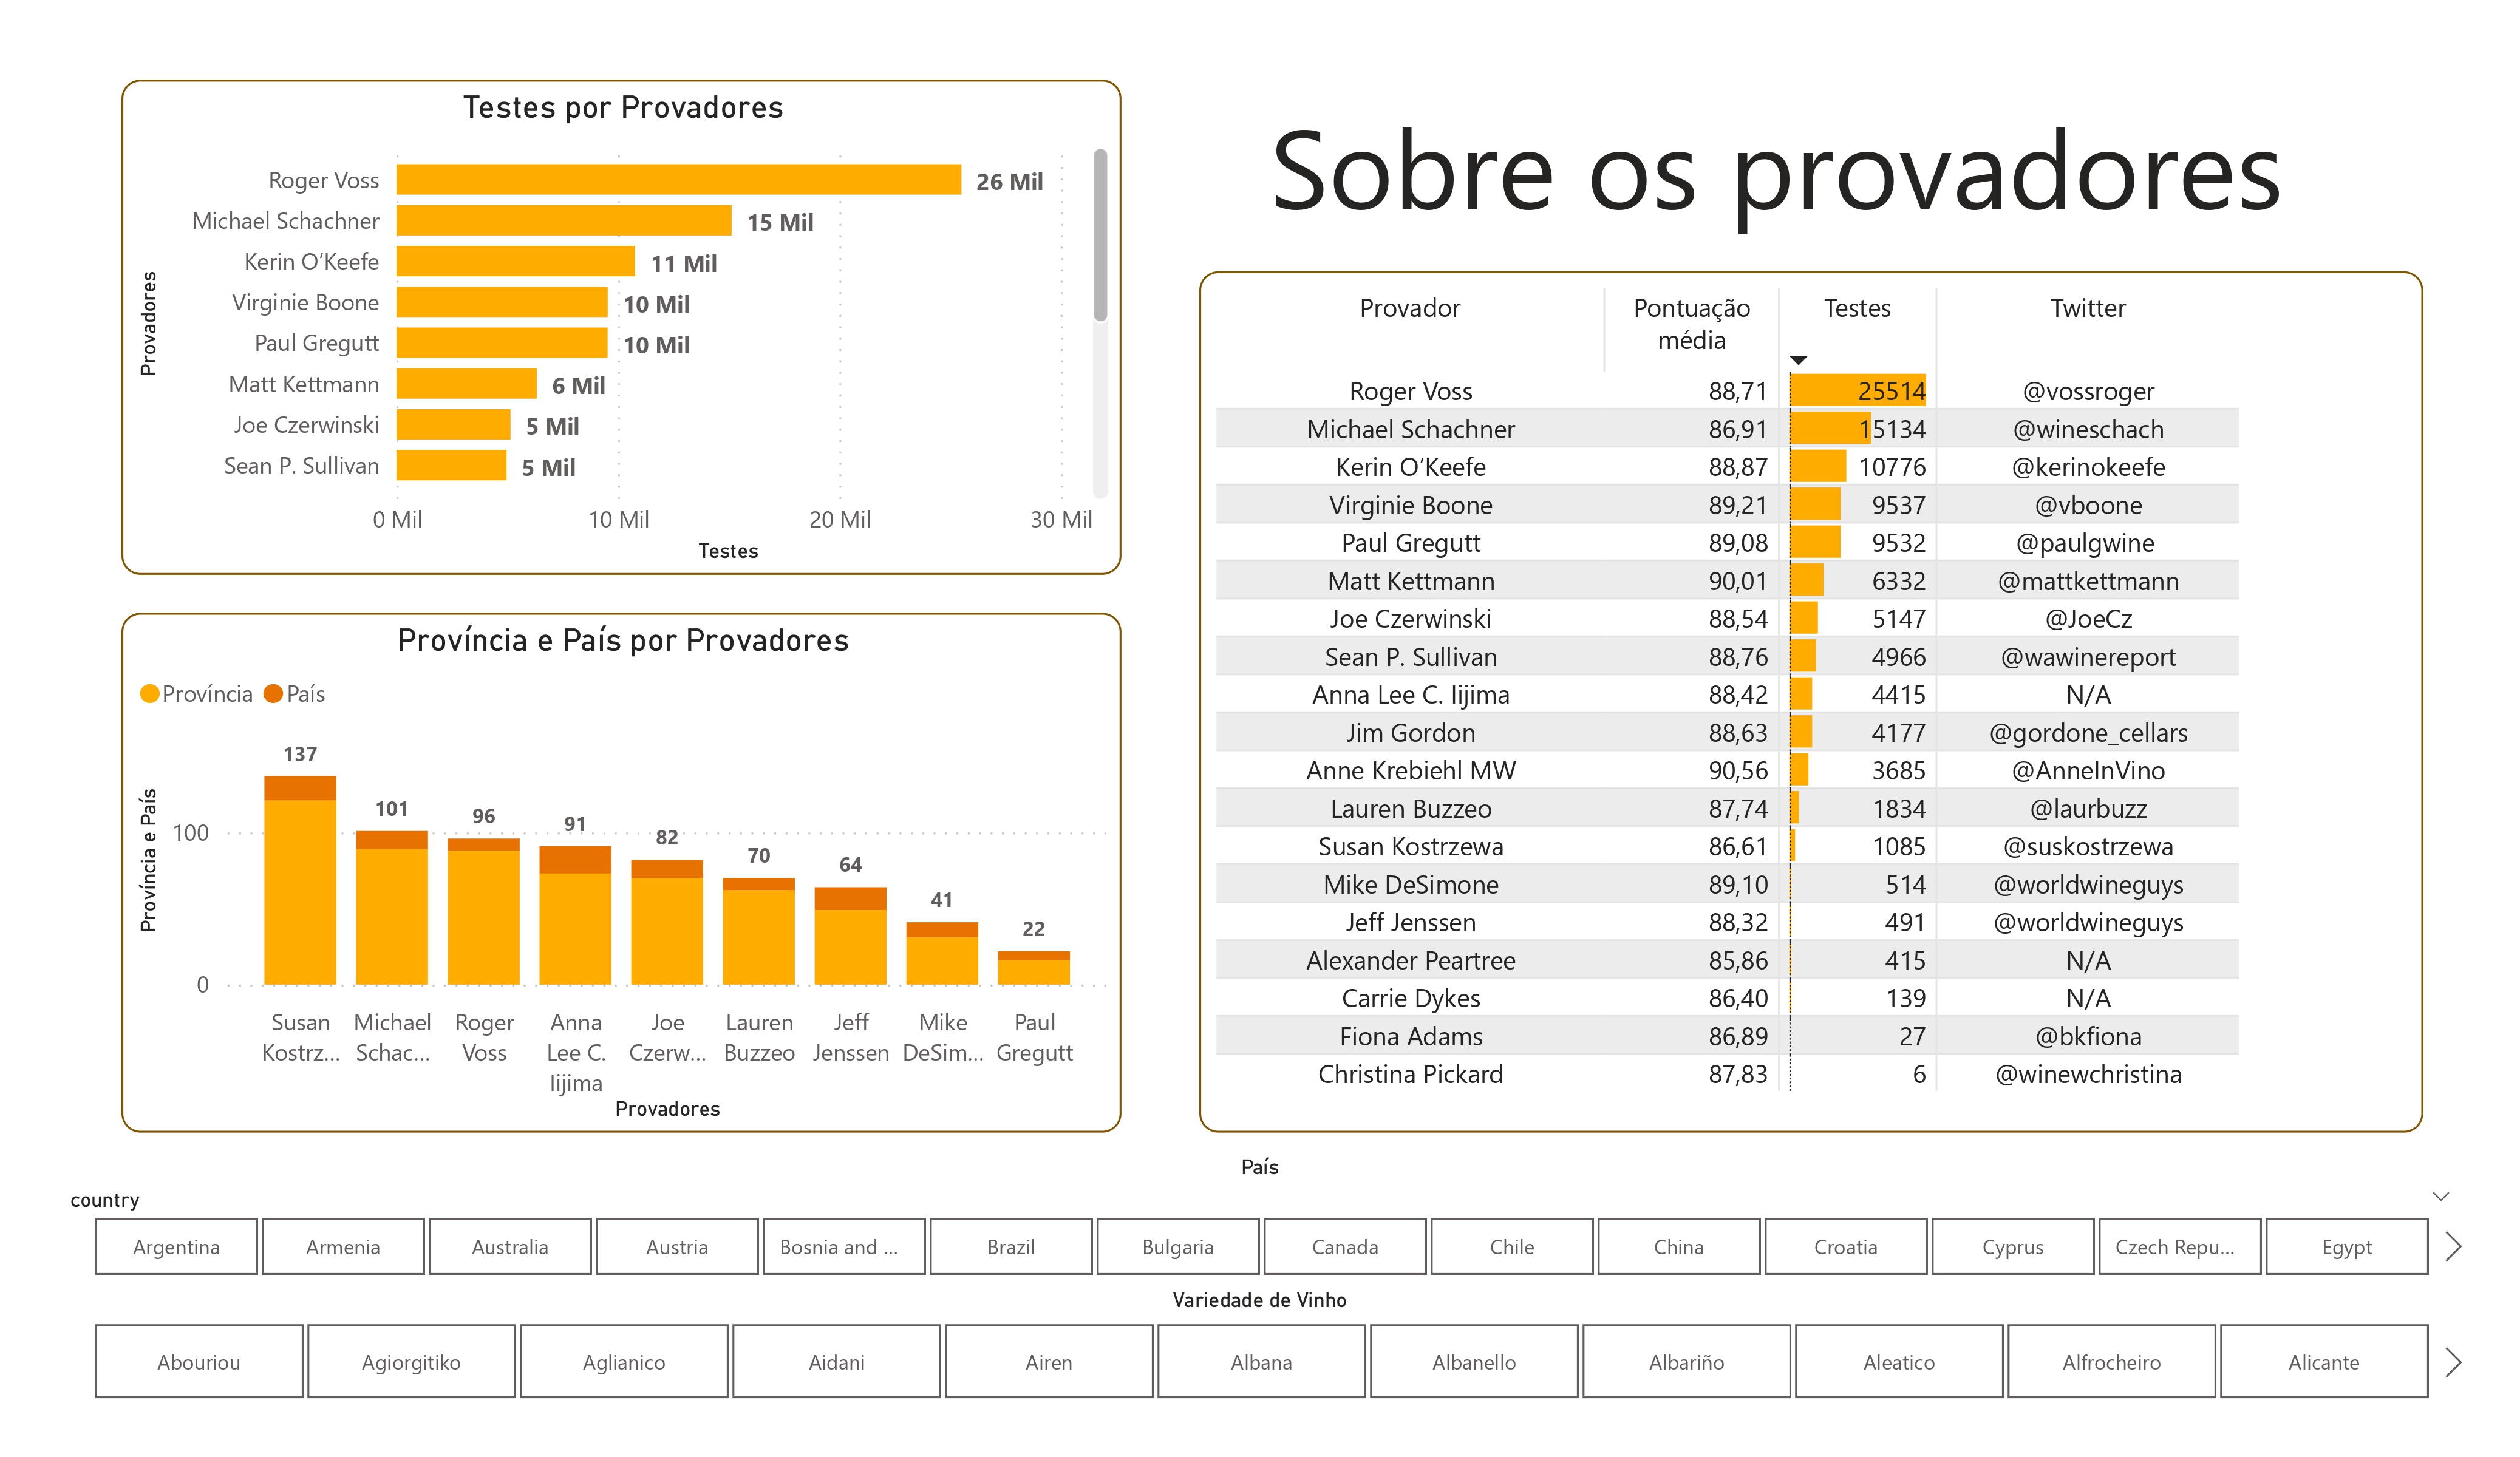 Testes por Provadores
Provadores
Roger Voss 26 Mil
Michael Schachner 15 Mil
Kerin O’Keefe 11 Mil
Virginie Boone 10 Mil
Paul Gregutt 10 Mil
Matt Kettmann 6 Mil
Joe Czerwinski 5 Mil
Sean P. Sullivan 5 Mil
0 Mil 10 Mil 20 Mil 30 Mil
Testes
Província e País por Provadores
Província País
Província e País
100
0
137 101 96 91 82 70 64 41 22
Susan Michael Roger Anna Joe Lauren Jeff Mike Paul
Kostrz... Schac... Voss Lee C. Czerw... Buzzeo Jenssen DeSim... Gregutt
Iijima
Provadores
Sobre os provadores
Provador Pontuação Testes Twitter
média
Roger Voss 88,71 25514 @vossroger
Michael Schachner 86,91 15134 @wineschach
Kerin O’Keefe 88,87 10776 @kerinokeefe
Virginie Boone 89,21 9537 @vboone
Paul Gregutt 89,08 9532 @paulgwine
Matt Kettmann 90,01 6332 @mattkettmann
Joe Czerwinski 88,54 5147 @JoeCz
Sean P. Sullivan 88,76 4966 @wawinereport
Anna Lee C. Iijima 88,42 4415 N/A
Jim Gordon 88,63 4177 @gordone_cellars
Anne Krebiehl MW 90,56 3685 @AnneInVino
Lauren Buzzeo 87,74 1834 @laurbuzz
Susan Kostrzewa 86,61 1085 @suskostrzewa
Mike DeSimone 89,10 514 @worldwineguys
Jeff Jenssen 88,32 491 @worldwineguys
Alexander Peartree 85,86 415 N/A
Carrie Dykes 86,40 139 N/A
Fiona Adams 86,89 27 @bkfiona
Christina Pickard 87,83 6 @winewchristina
País
country
Argentina Armenia Australia Austria Bosnia and ... Brazil Bulgaria Canada Chile China Croatia Cyprus Czech Repu... Egypt
Variedade de Vinho
Abouriou Agiorgitiko Aglianico Aidani Airen Albana Albanello Albariño Aleatico Alfrocheiro Alicante